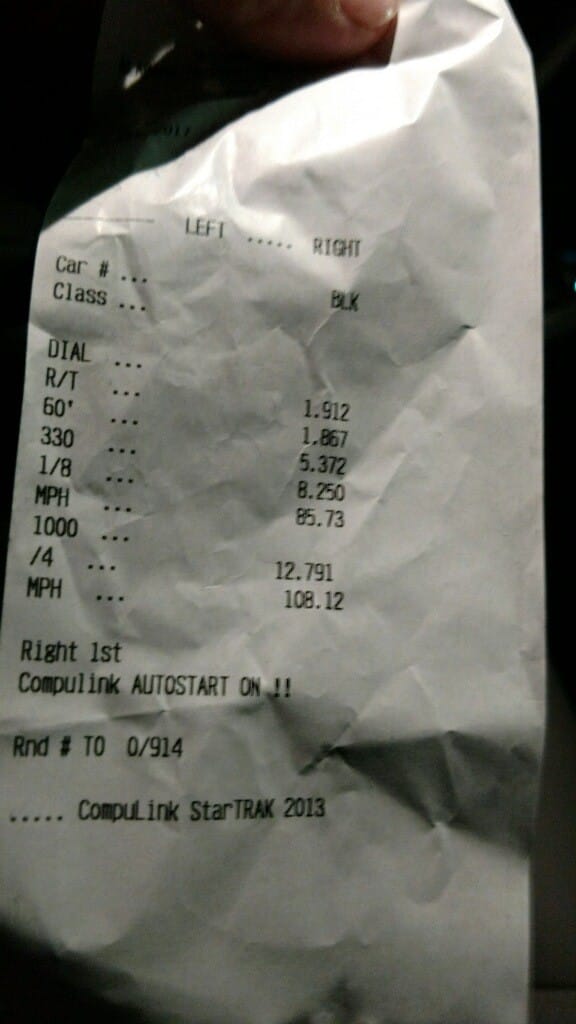 LEFT ..... RIGHT
Car # ...
Class ... BLK
DIAL ...
R/T ... 1.912
60' ... 1.867
330 ... 5.372
1/8 ... 8.250
MPH ... 85.73
1000 ...
/4 ... 12.791
MPH ... 108.12
Right 1st
Compulink AUTOSTART ON !!
Rnd # TO 0/914
..... CompuLink StarTRAK 2013